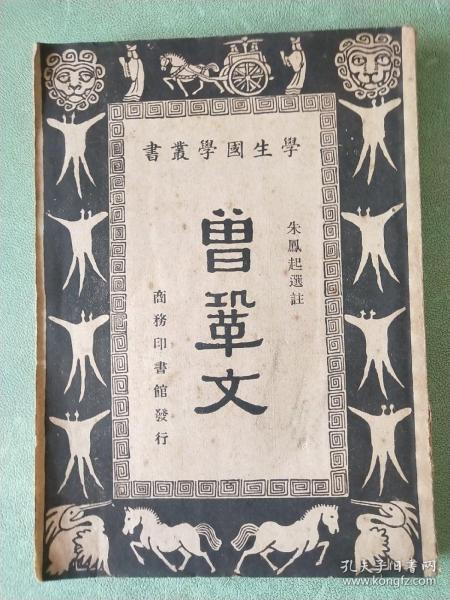 學生國學叢書
朱鳳起選註
曾鞏文
商務印書館發行
孔夫子旧书网
www.kongfz.com